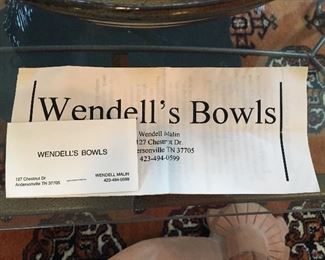 Wendell's Bowls
Wendell Malin
127 Chestnut Dr
Andersonville TN 37705
423-494-0599
WENDELL'S BOWLS
127 Chestnut Dr
Andersonville TN 37705
WENDELL MALIN
423-494-0599